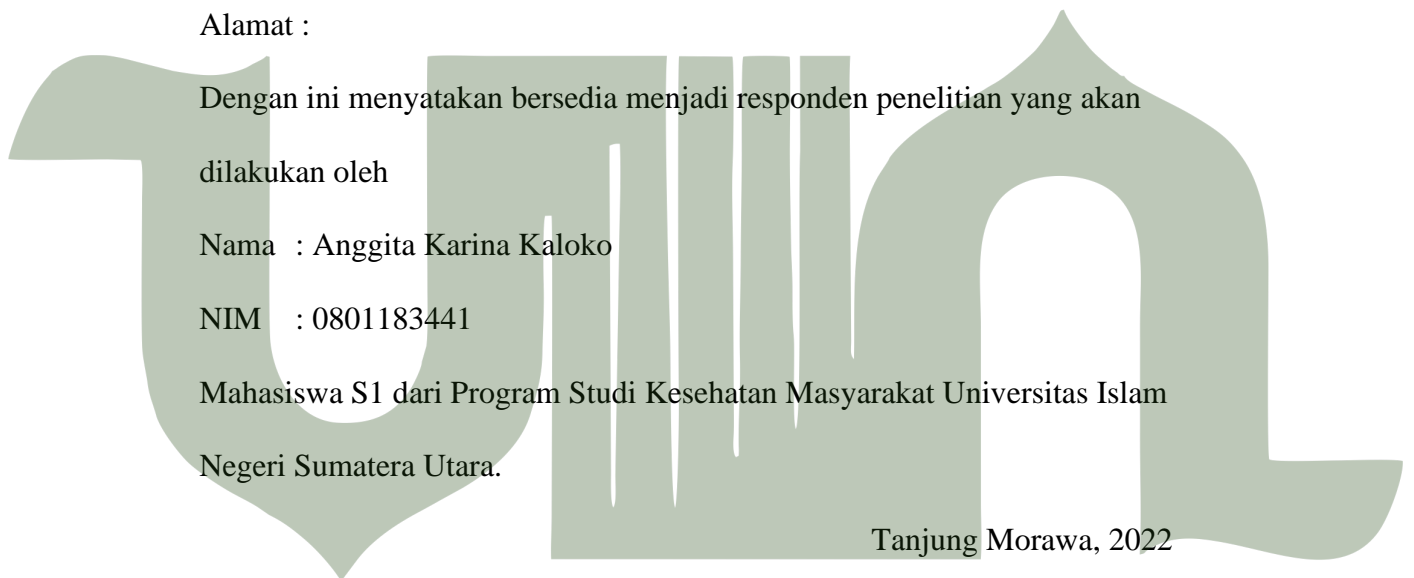 Alamat :
Dengan ini menyatakan bersedia menjadi responden penelitian yang akan
dilakukan oleh
Nama : Anggita Karina Kaloko
NIM : 0801183441
Mahasiswa S1 dari Program Studi Kesehatan Masyarakat Universitas Islam
Negeri Sumatera Utara.
Tanjung Morawa, 2022